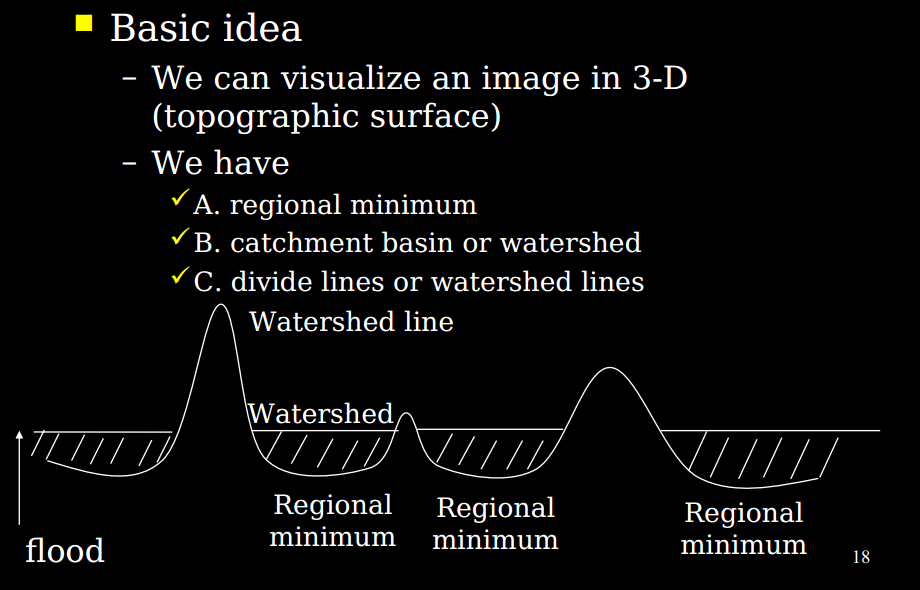 Basic idea
– We can visualize an image in 3-D
(topographic surface)
– We have
✓A. regional minimum
✓B. catchment basin or watershed
✓C. divide lines or watershed lines
Watershed line
Watershed
Regional
minimum
Regional
minimum
Regional
minimum
flood
18